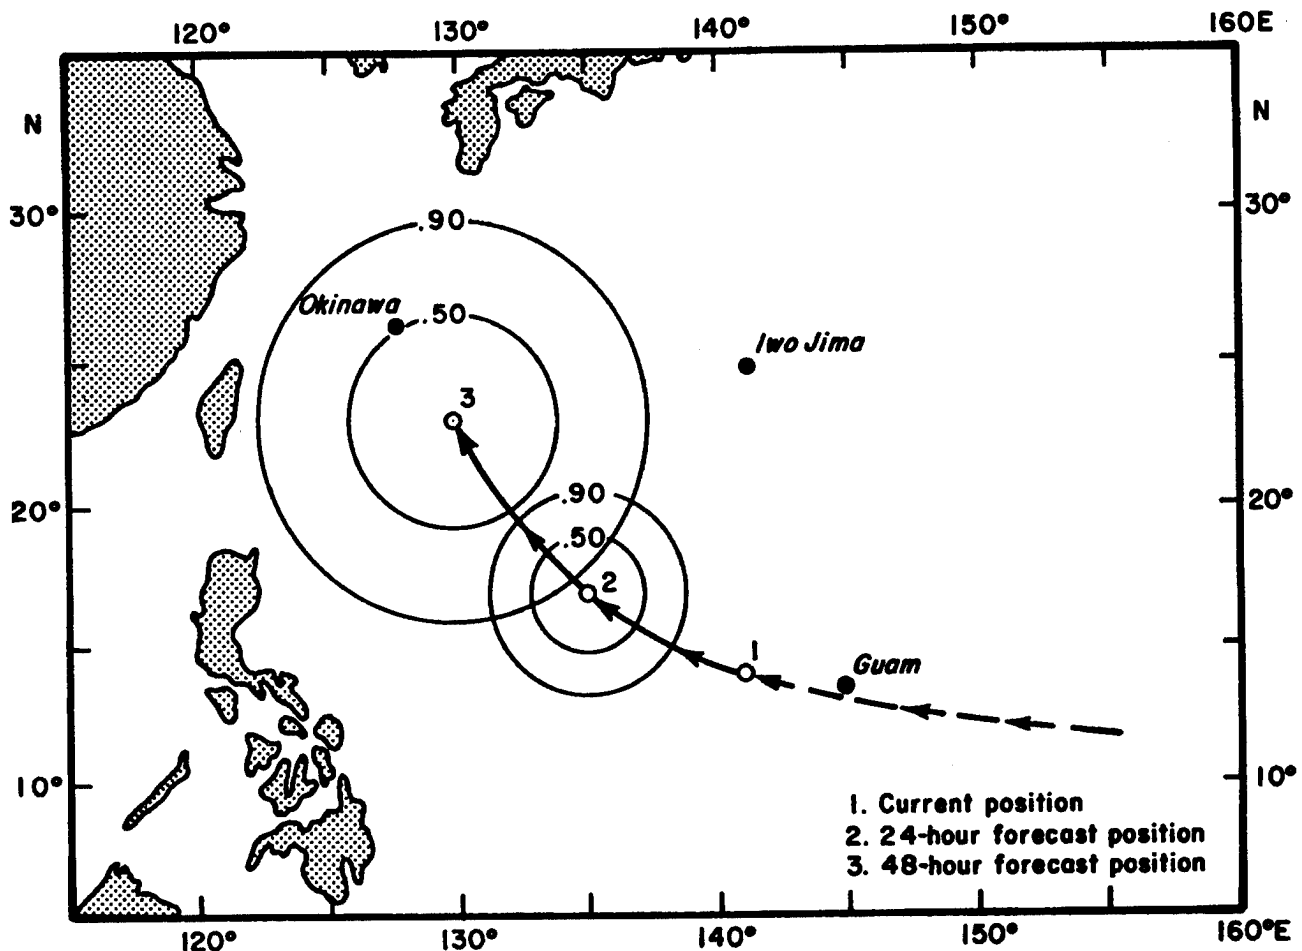 120° 130° 140° 150° 160°E
N N
30° 30°
.90
Okinawa .50
Iwo Jima
3
20° 20°
.90
.50
2
1
Guam
10° 10°
1. Current position
2. 24-hour forecast position
3. 48-hour forecast position
120° 130° 140° 150° 160°E